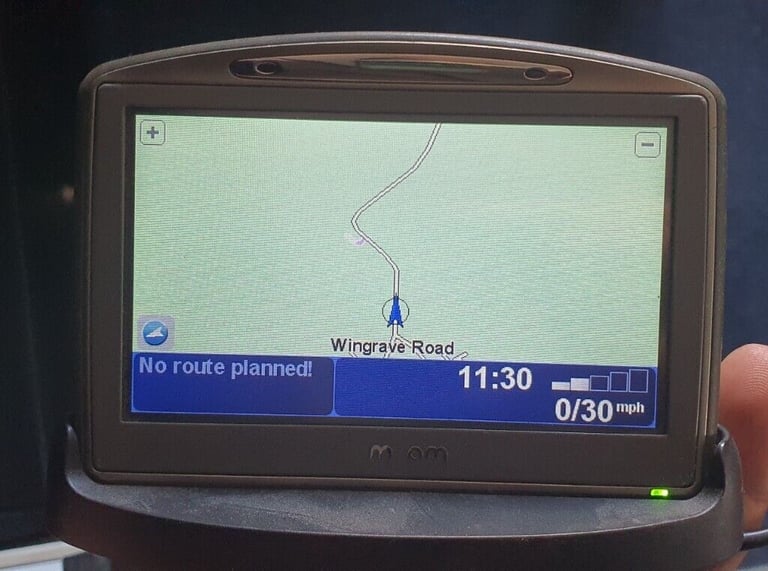 Wingrave Road
No route planned!
11:30
0/30 mph